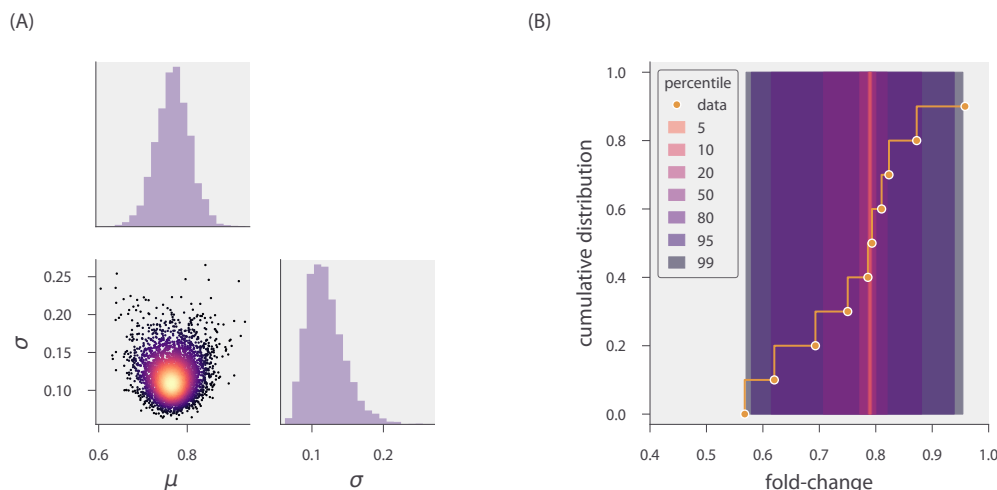 (A)
σ
0.25
0.20
0.15
0.10
0.6 0.8
μ
0.1 0.2
σ
(B)
1.0
0.8
0.6
0.4
0.2
0.0
cumulative distribution
percentile
data
5
10
20
50
80
95
99
0.4 0.5 0.6 0.7 0.8 0.9 1.0
fold-change